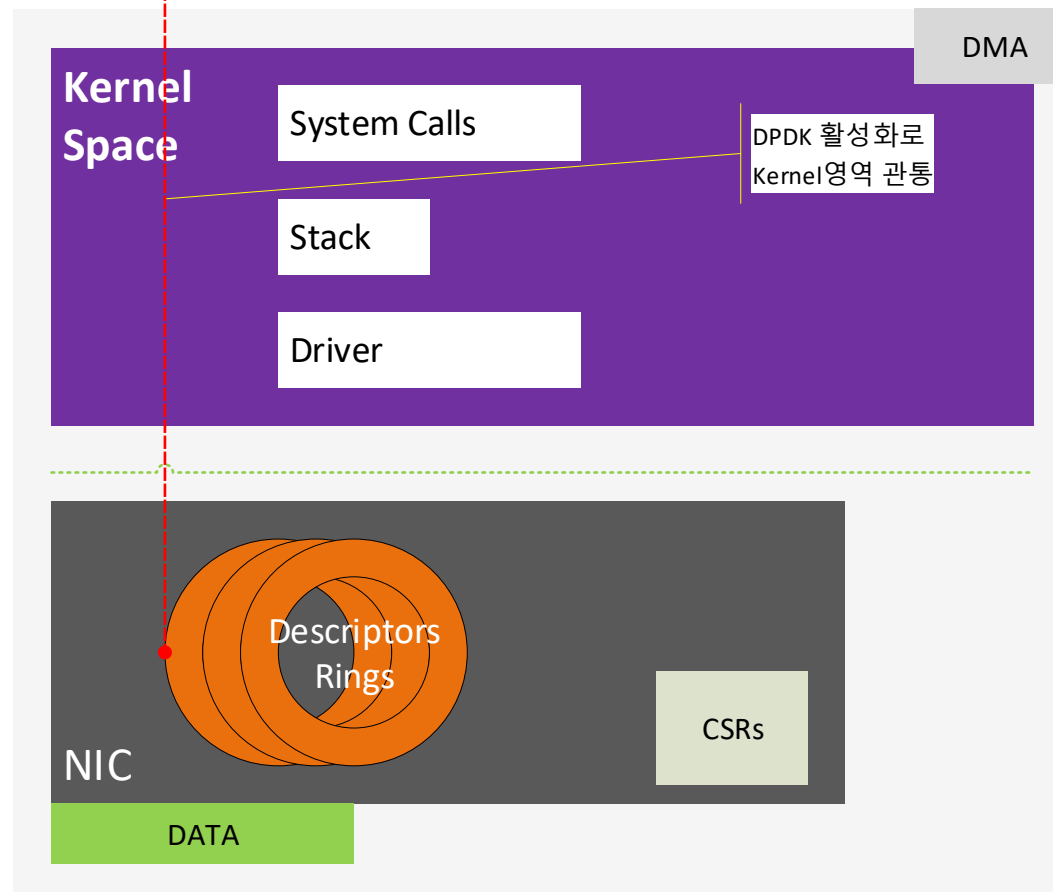 DMA
Kernel
Space
System Calls
DPDK 활성화로
Kernel영역 관통
Stack
Driver
Descriptors
Rings
CSRs
NIC
DATA